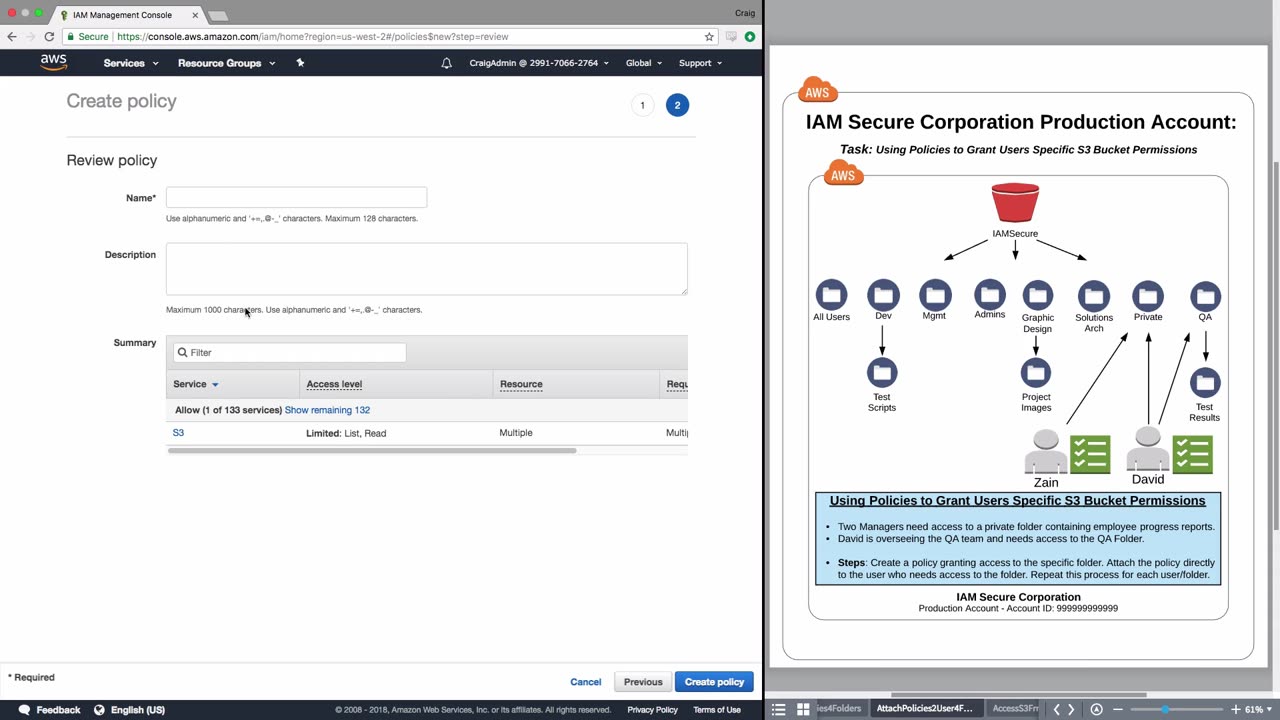 IAM Management Console
Craig
Secure
https://console.aws.amazon.com/iam/home?region=us-west-2#/policies$new?step=review
aws
Services
Resource Groups
CraigAdmin @ 2991-7066-2764
Global
Support
Create policy
1
2
Review policy
Name*
Use alphanumeric and '+=,.@-_' characters. Maximum 128 characters.
Description
Maximum 1000 characters. Use alphanumeric and '+=,.@-_' characters.
Summary
Filter
Service
Access level
Resource
Requ
Allow (1 of 133 services) Show remaining 132
S3
Limited: List, Read
Multiple
Multi
* Required
Cancel
Previous
Create policy
Feedback
English (US)
© 2008 - 2018, Amazon Web Services, Inc. or its affiliates. All rights reserved.
Privacy Policy
Terms of Use
AWS
IAM Secure Corporation Production Account:
Task: Using Policies to Grant Users Specific S3 Bucket Permissions
AWS
IAMSecure
All Users
Dev
Mgmt
Admins
Graphic
Design
Solutions
Arch
Private
QA
Test
Scripts
Project
Images
Test
Results
Zain
David
Using Policies to Grant Users Specific S3 Bucket Permissions
• Two Managers need access to a private folder containing employee progress reports.
• David is overseeing the QA team and needs access to the QA Folder.
• Steps: Create a policy granting access to the specific folder. Attach the policy directly
to the user who needs access to the folder. Repeat this process for each user/folder.
IAM Secure Corporation
Production Account - Account ID: 999999999999
ies4Folders
AttachPolicies2User4F...
AccessS3Fr
61%